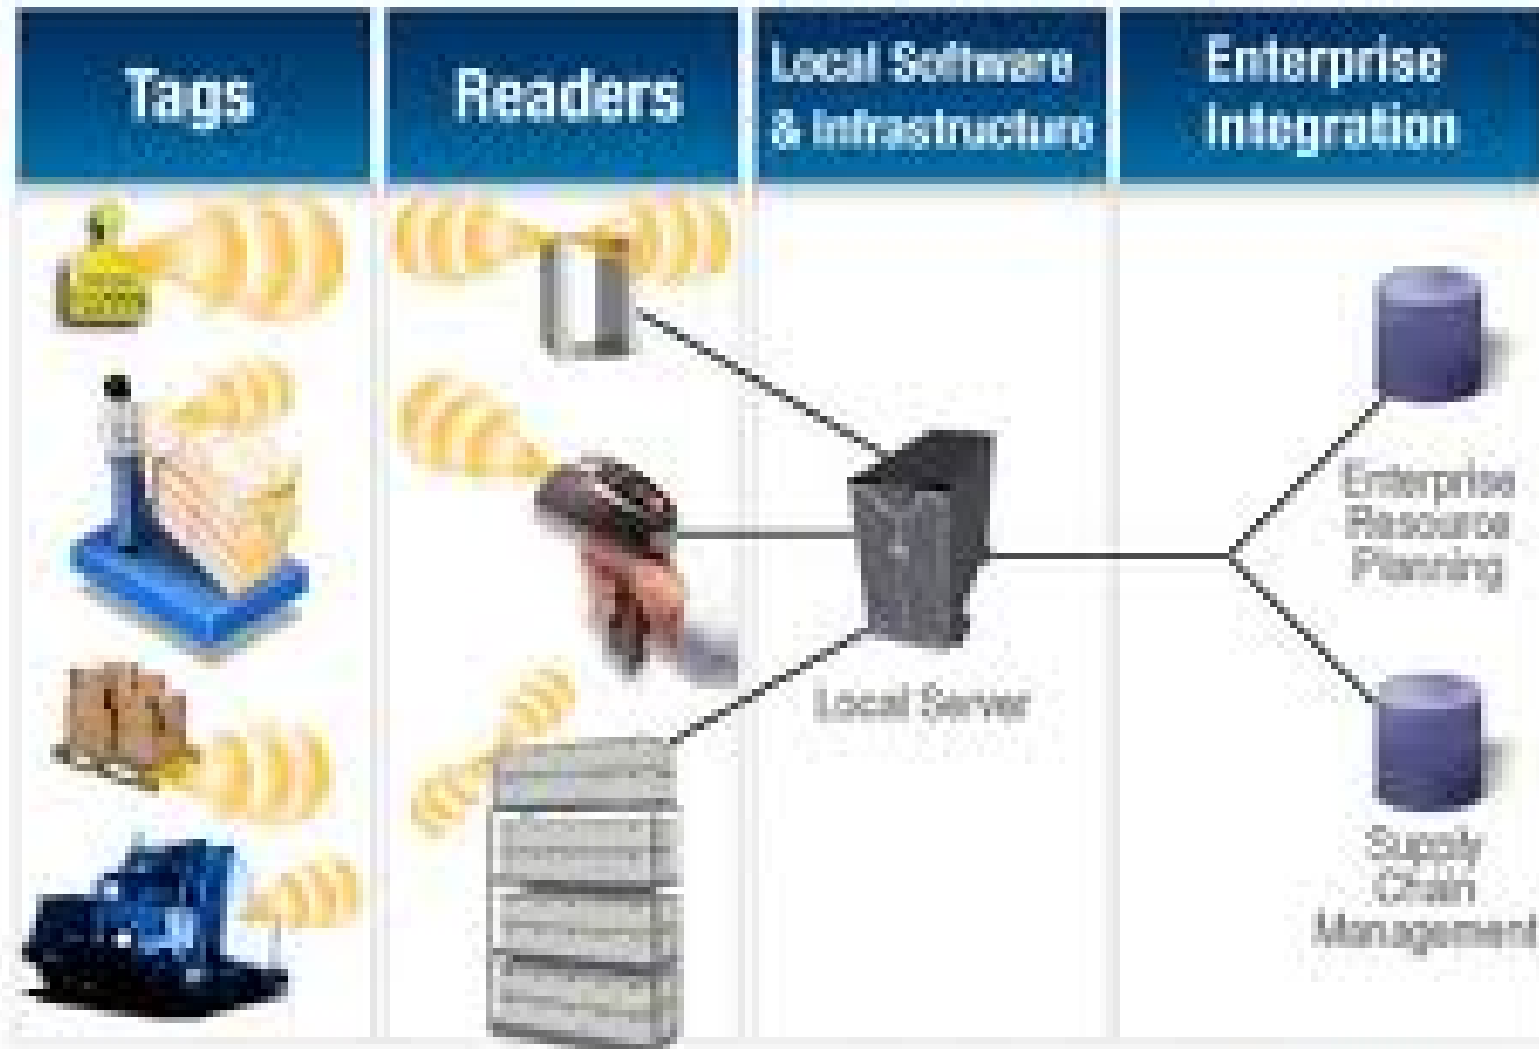 Tags
Readers
Local Software
& Infrastructure
Enterprise
Integration
Enterprise
Resource
Planning
Local Server
Supply
Chain
Management